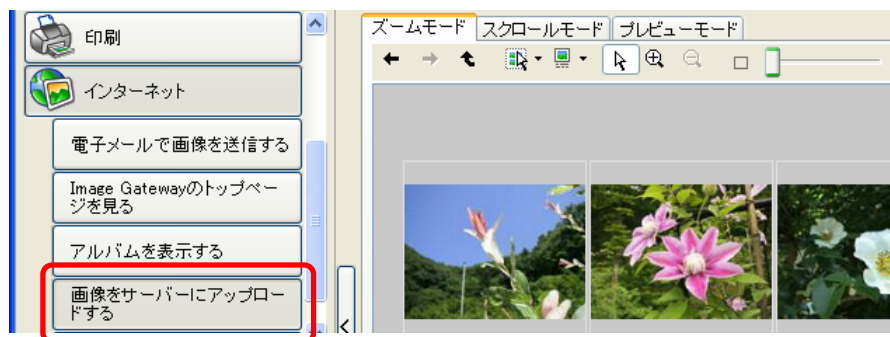 印刷
インターネット
電子メールで画像を送信する
Image Gatewayのトップペー
ジを見る
アルバムを表示する
画像をサーバーにアップロー
ドする
ズームモード スクロールモード プレビューモード